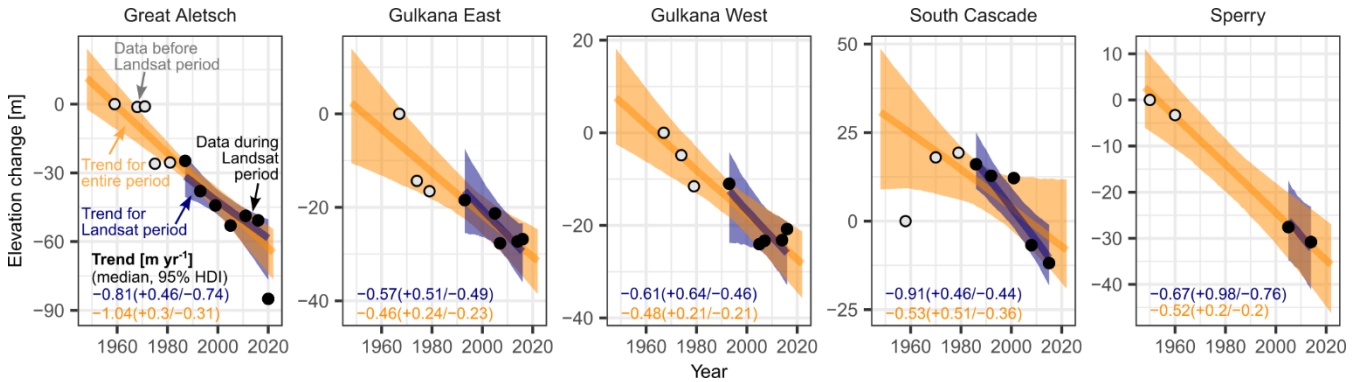 Great Aletsch
Gulkana East
Gulkana West
South Cascade
Sperry
Elevation change [m]
0
−30
−60
−90
Data before
Landsat period
Trend for
entire period
Data during
Landsat
period
Trend for
Landsat period
Trend [m yr⁻¹]
(median, 95% HDI)
−0.81(+0.46/−0.74)
−1.04(+0.3/−0.31)
1960 1980 2000 2020
0
−20
−40
−0.57(+0.51/−0.49)
−0.46(+0.24/−0.23)
1960 1980 2000 2020
20
0
−20
−40
−0.61(+0.64/−0.46)
−0.48(+0.21/−0.21)
1960 1980 2000 2020
50
25
0
−25
−0.91(+0.46/−0.44)
−0.53(+0.51/−0.36)
1960 1980 2000 2020
10
0
−10
−20
−30
−40
−0.67(+0.98/−0.76)
−0.52(+0.2/−0.2)
1960 1980 2000 2020
Year